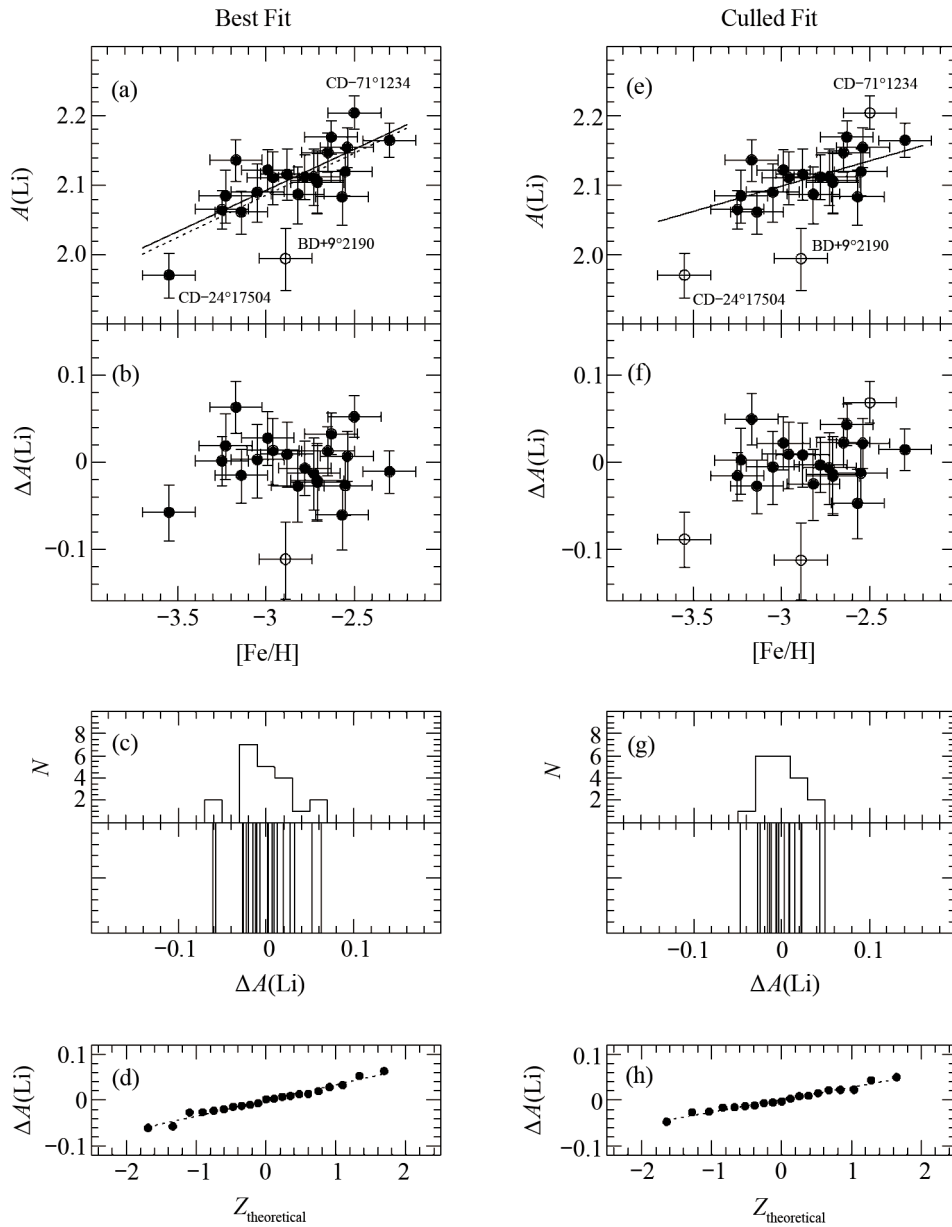 Best Fit
(a)
CD−71°1234
2.2
2.1
2.0
A(Li)
BD+9°2190
CD−24°17504
(b)
0.1
0
−0.1
ΔA(Li)
−3.5 −3 −2.5
[Fe/H]
(c)
8
6
4
2
N
−0.1 0 0.1
ΔA(Li)
(d)
0.1
0
−0.1
ΔA(Li)
−2 −1 0 1 2
Ztheoretical
Culled Fit
(e)
CD−71°1234
2.2
2.1
2.0
A(Li)
BD+9°2190
CD−24°17504
(f)
0.1
0
−0.1
ΔA(Li)
−3.5 −3 −2.5
[Fe/H]
(g)
8
6
4
2
N
−0.1 0 0.1
ΔA(Li)
(h)
0.1
0
−0.1
ΔA(Li)
−2 −1 0 1 2
Ztheoretical